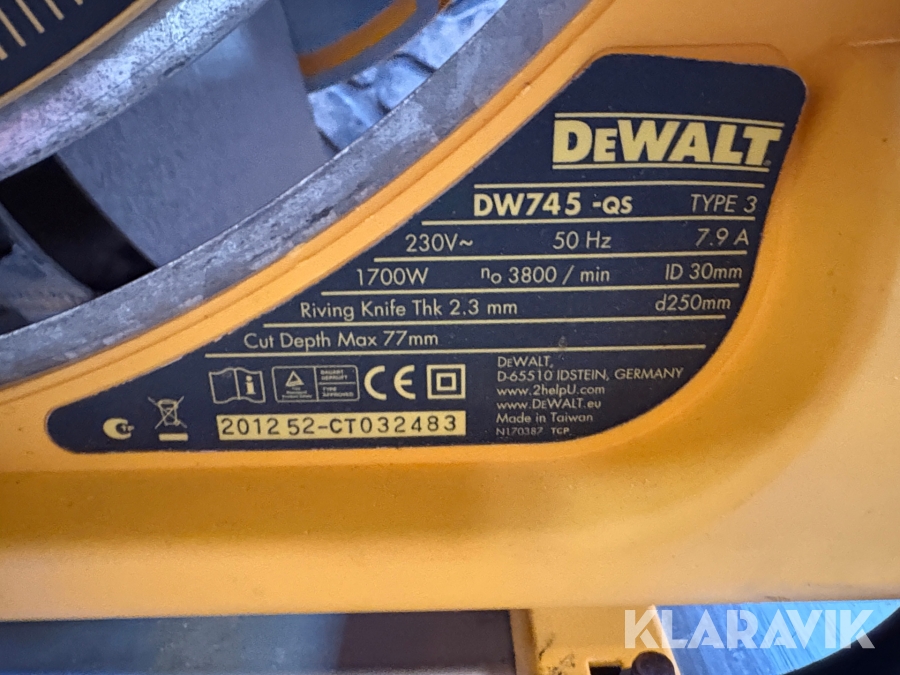 DEWALT
DW745 -QS TYPE 3
230V~ 50 Hz 7.9 A
1700W no 3800 / min ID 30mm
Riving Knife Thk 2.3 mm d250mm
Cut Depth Max 77mm
DEWALT,
D-65510 IDSTEIN, GERMANY
www.2helpU.com
www.DEWALT.eu
Made in Taiwan
N170387 TCP
CE
2012 52-CT032483
KLARAVIK